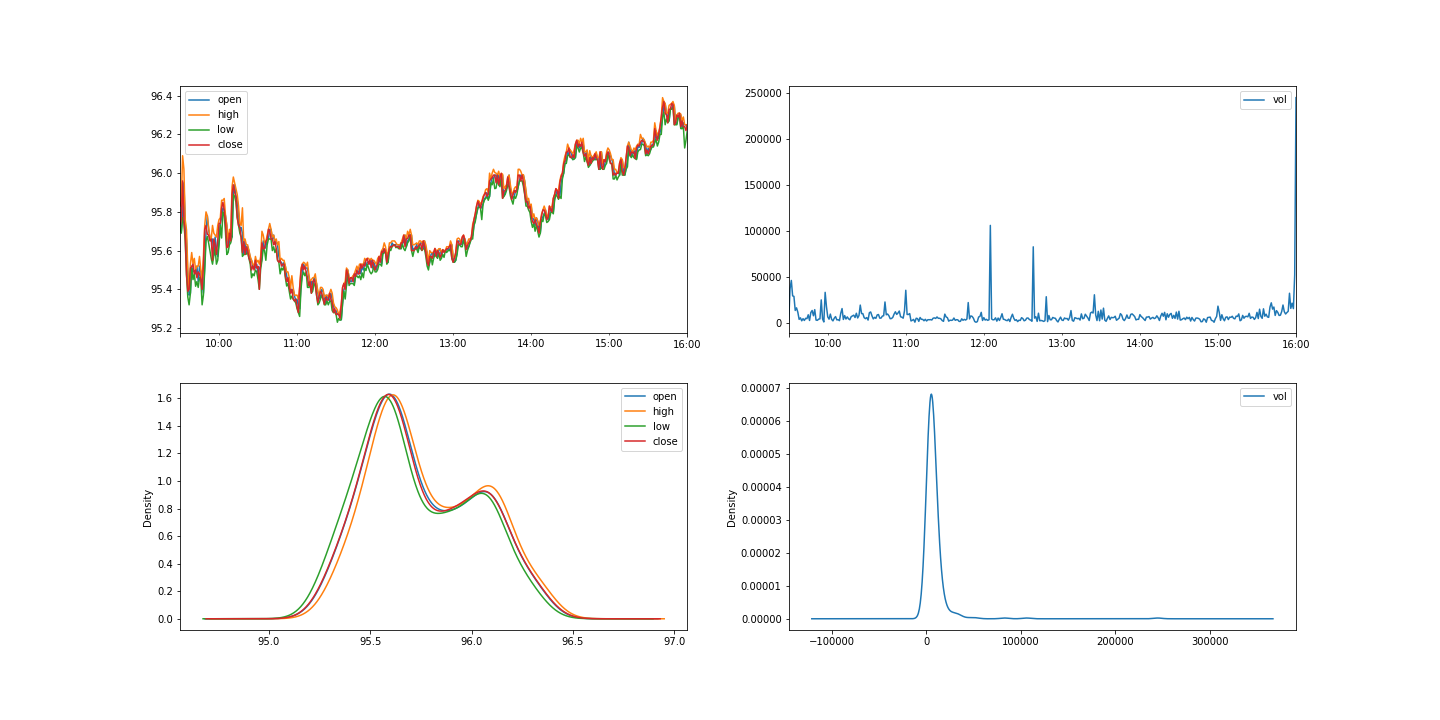 96.4
96.2
96.0
95.8
95.6
95.4
95.2
open
high
low
close
10:00 11:00 12:00 13:00 14:00 15:00 16:00
250000
200000
150000
100000
50000
0
vol
10:00 11:00 12:00 13:00 14:00 15:00 16:00
1.6
1.4
1.2
1.0
0.8
0.6
0.4
0.2
0.0
Density
open
high
low
close
95.0 95.5 96.0 96.5 97.0
0.00007
0.00006
0.00005
0.00004
0.00003
0.00002
0.00001
0.00000
Density
vol
−100000 0 100000 200000 300000